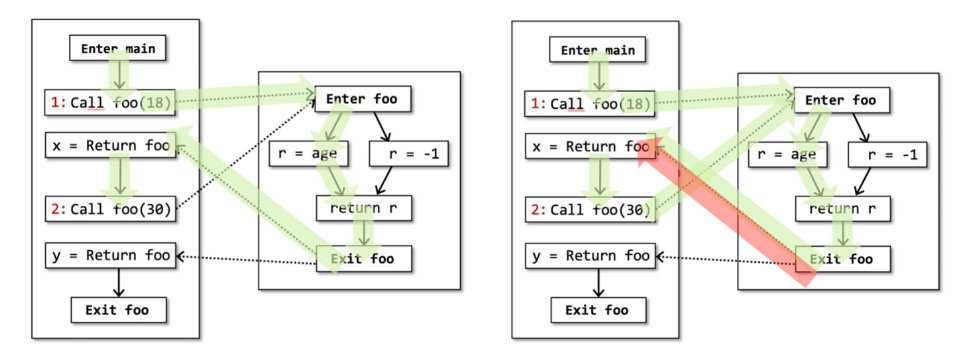 Enter main
1: Call foo(18)
x = Return foo
2: Call foo(30)
y = Return foo
Exit foo
Enter foo
r = age
r = -1
return r
Exit foo
Enter main
1: Call foo(18)
x = Return foo
2: Call foo(30)
y = Return foo
Exit foo
Enter foo
r = age
r = -1
return r
Exit foo